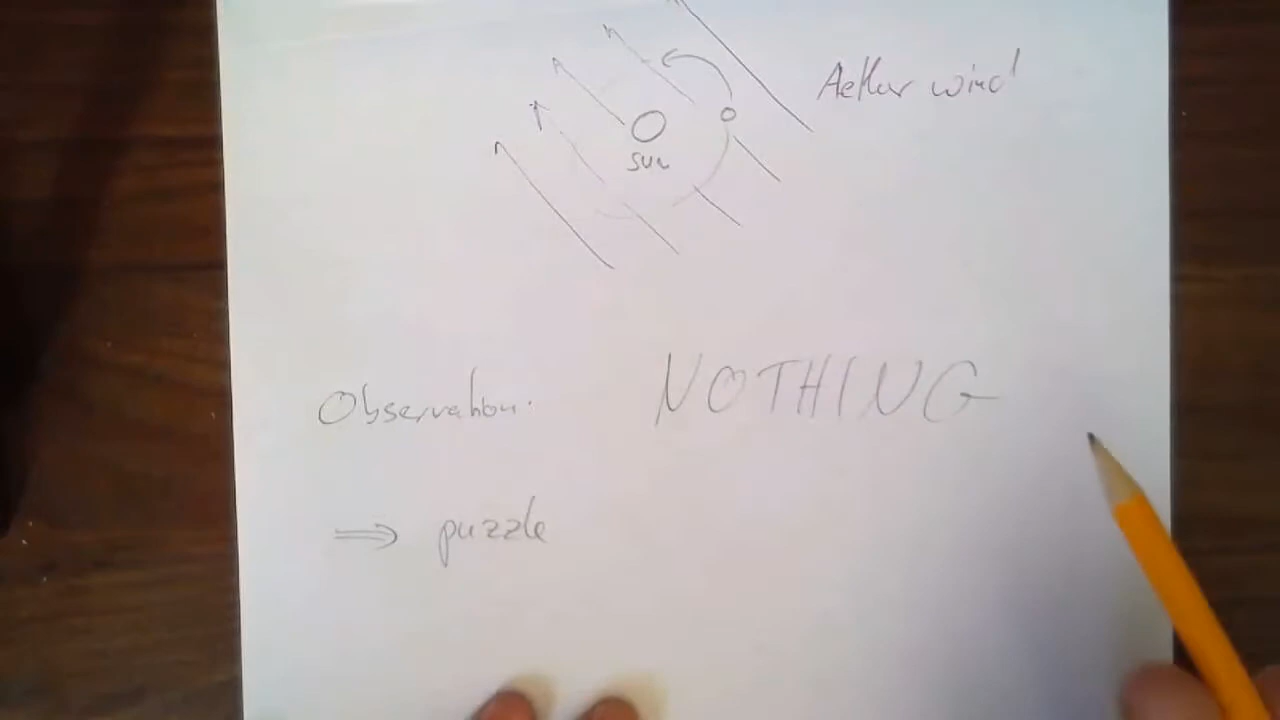 Aether wind
sun
Observation:
NOTHING
⇒ puzzle